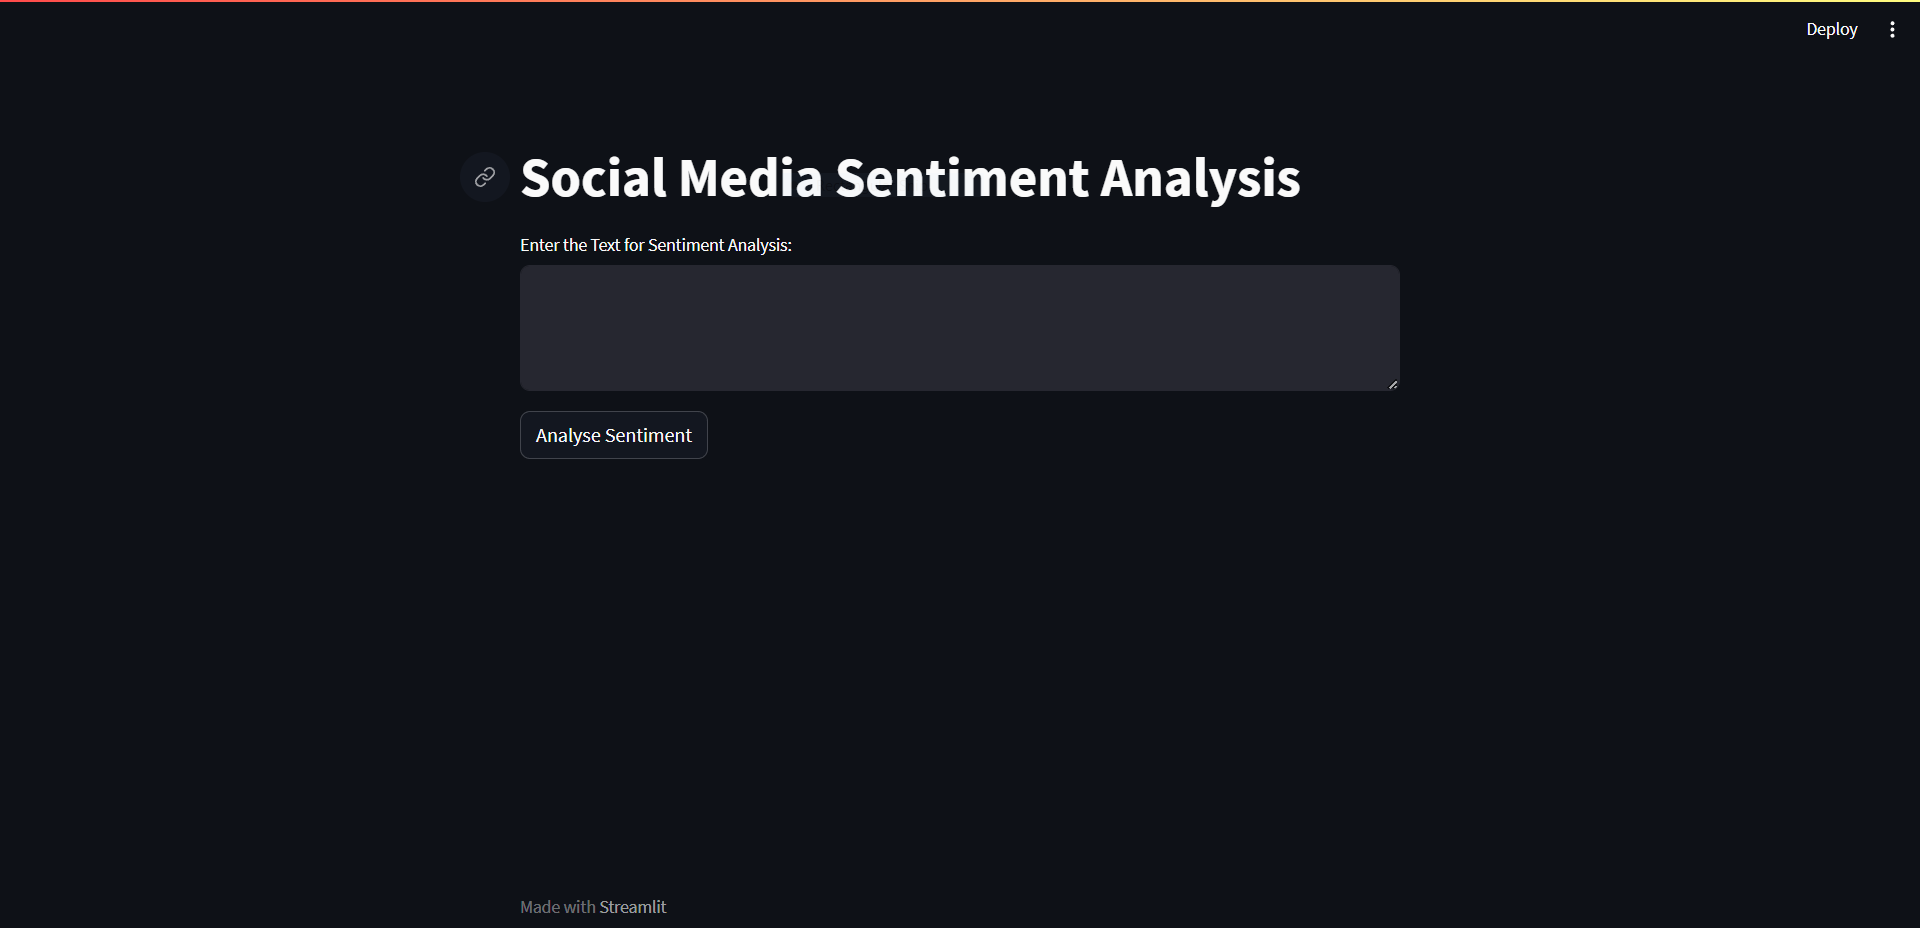 Deploy
Social Media Sentiment Analysis
Enter the Text for Sentiment Analysis:
Analyse Sentiment
Made with Streamlit